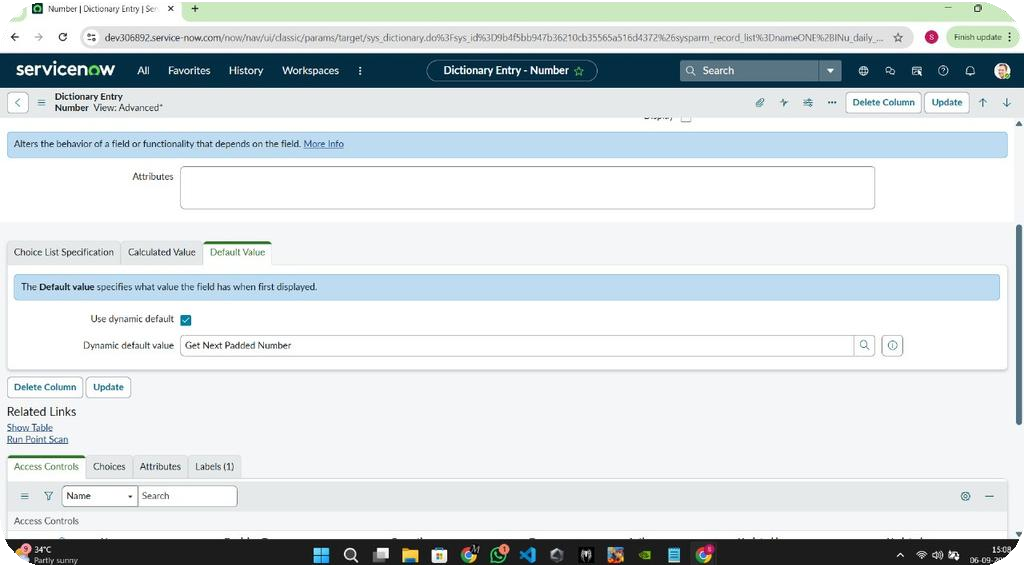 Number | Dictionary Entry | Ser
dev306892.service-now.com/now/nav/ui/classic/params/target/sys_dictionary.do%3Fsys_id%3D9b4f5bb947b36210cb35565a516d4372%26sysparm_record_list%3DnameONE%2BINu_daily_...
S
Finish update
servicenow
All Favorites History Workspaces
Dictionary Entry - Number
Search
Dictionary Entry
Number View: Advanced*
Delete Column Update
Display
Alters the behavior of a field or functionality that depends on the field. More Info
Attributes
Choice List Specification Calculated Value Default Value
The Default value specifies what value the field has when first displayed.
Use dynamic default
Dynamic default value Get Next Padded Number
Delete Column Update
Related Links
Show Table
Run Point Scan
Access Controls Choices Attributes Labels (1)
Name Search
Access Controls
34°C
Partly sunny
15:08